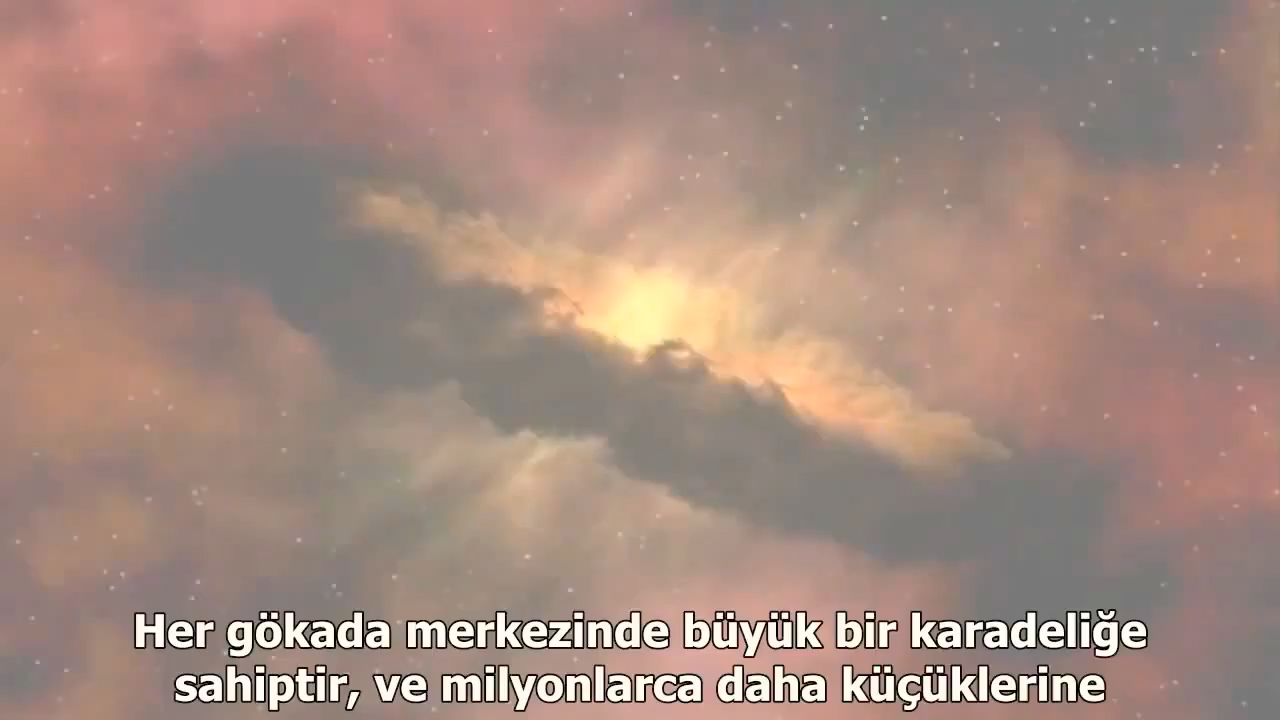 Her gökada merkezinde büyük bir karadeliğe
sahiptir, ve milyonlarca daha küçüklerine